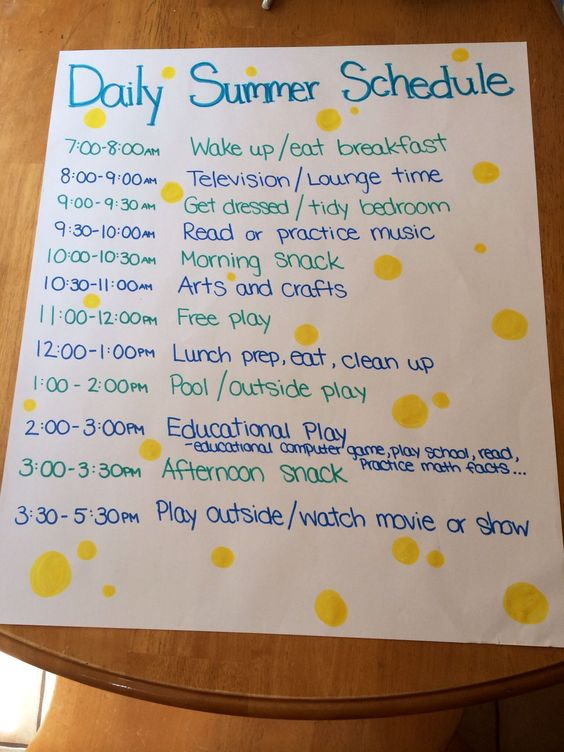 Daily Summer Schedule
7:00-8:00AM Wake up/eat breakfast
8:00-9:00AM Television/Lounge time
9:00-9:30AM Get dressed/tidy bedroom
9:30-10:00AM Read or practice music
10:00-10:30AM Morning snack
10:30-11:00AM Arts and crafts
11:00-12:00PM Free play
12:00-1:00PM Lunch prep, eat, clean up
1:00-2:00PM Pool/outside play
2:00-3:00PM Educational Play
-educational computer game, play school, read,
Practice math facts...
3:00-3:30PM Afternoon snack
3:30-5:30PM Play outside/watch movie or show